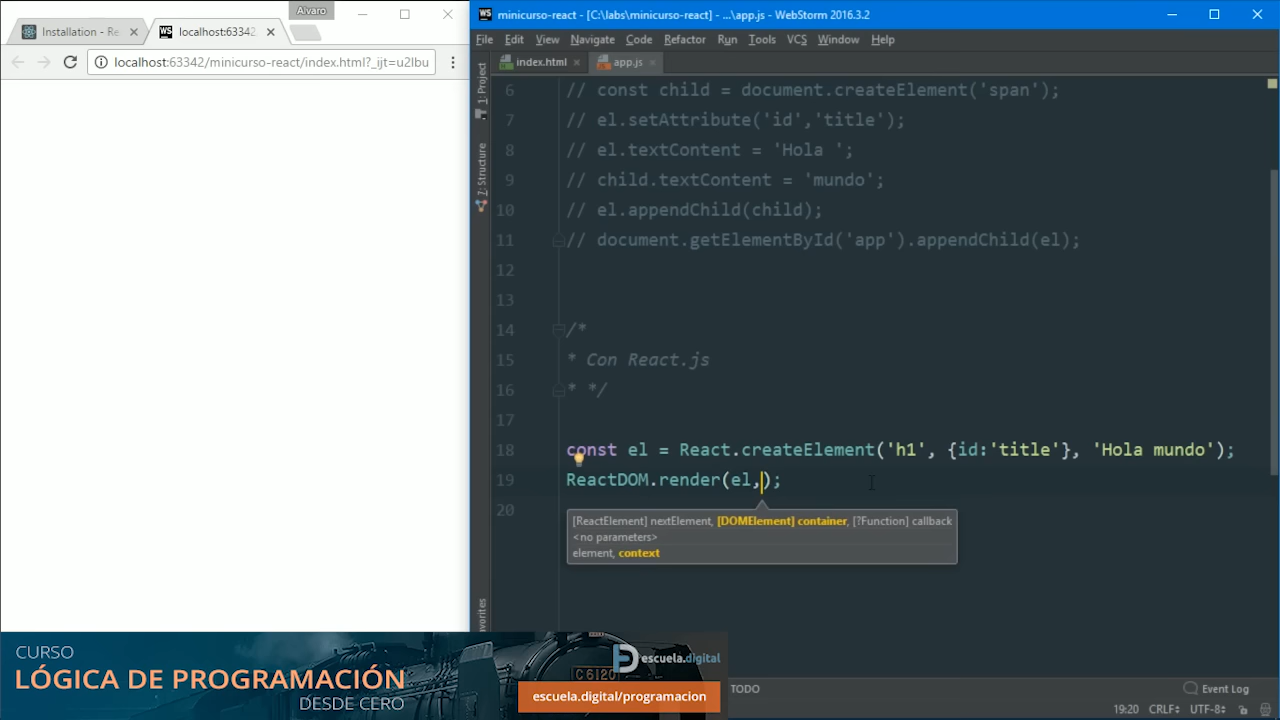 Alvaro
Installation - Re
localhost:63342
localhost:63342/minicurso-react/index.html?_ijt=u2lbu
minicurso-react - [C:\labs\minicurso-react] - ...\app.js - WebStorm 2016.3.2
File Edit View Navigate Code Refactor Run Tools VCS Window Help
index.html
app.js
1: Project
7: Structure
6 // const child = document.createElement('span');
7 // el.setAttribute('id','title');
8 // el.textContent = 'Hola ';
9 // child.textContent = 'mundo';
10 // el.appendChild(child);
11 // document.getElementById('app').appendChild(el);
12
13
14 /*
15 * Con React.js
16 * */
17
18 const el = React.createElement('h1', {id:'title'}, 'Hola mundo');
19 ReactDOM.render(el,);
20
[ReactElement] nextElement, [DOMElement] container, [?Function] callback
<no parameters>
element, context
CURSO
LÓGICA DE PROGRAMACIÓN
DESDE CERO
C 6120
escuela.digital
escuela.digital/programacion
TODO
Event Log
19:20 CRLF÷ UTF-8÷